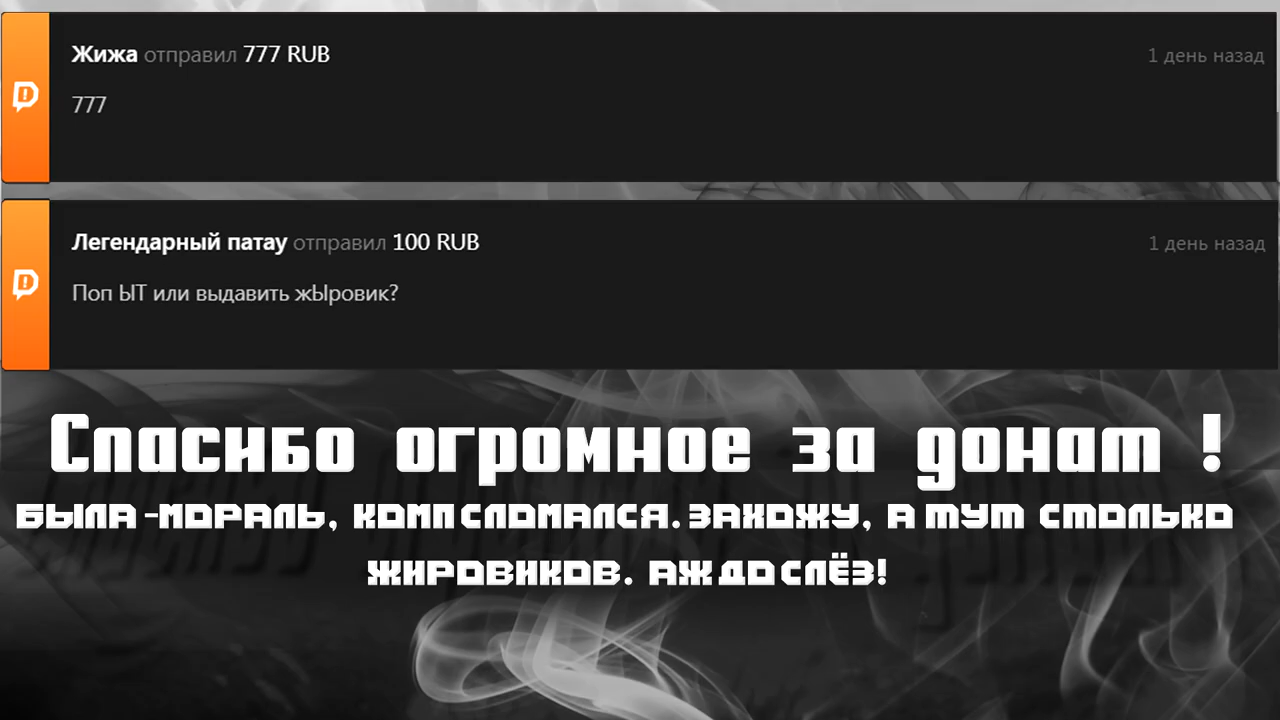 Жижа отправил 777 RUB 1 день назад
777
Легендарный патау отправил 100 RUB 1 день назад
Поп ЫТ или выдавить жЫровик?
Спасибо огромное за донат !
БЫЛА -МОРАЛЬ, КОМП СЛОМАЛСЯ. ЗАХОЖУ, А ТУТ СТОЛЬКО
ЖИРОВИКОВ. АЖ ДО СЛЁЗ!